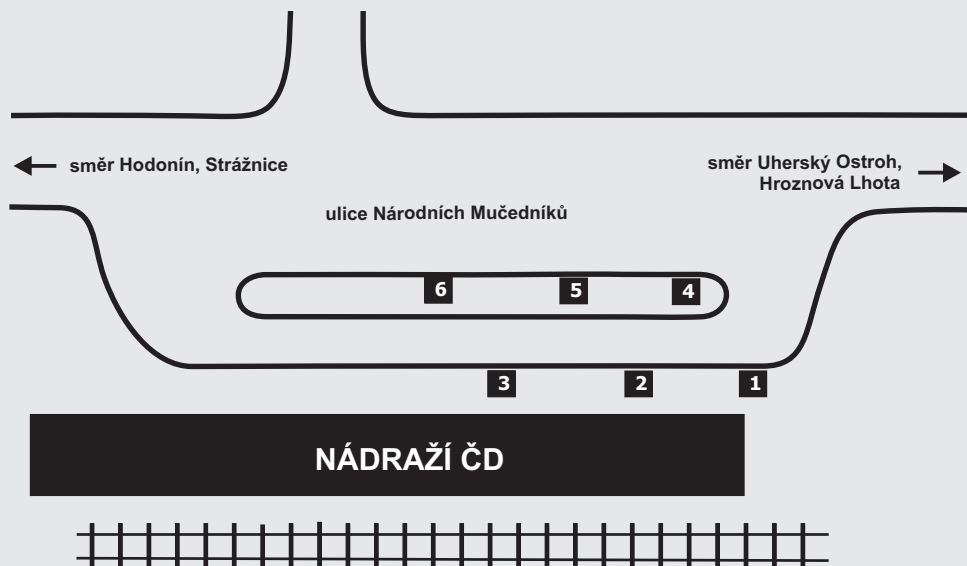 směr Hodonín, Strážnice
směr Uherský Ostroh,
Hroznová Lhota
ulice Národních Mučedníků
6
5
4
3
2
1
NÁDRAŽÍ ČD